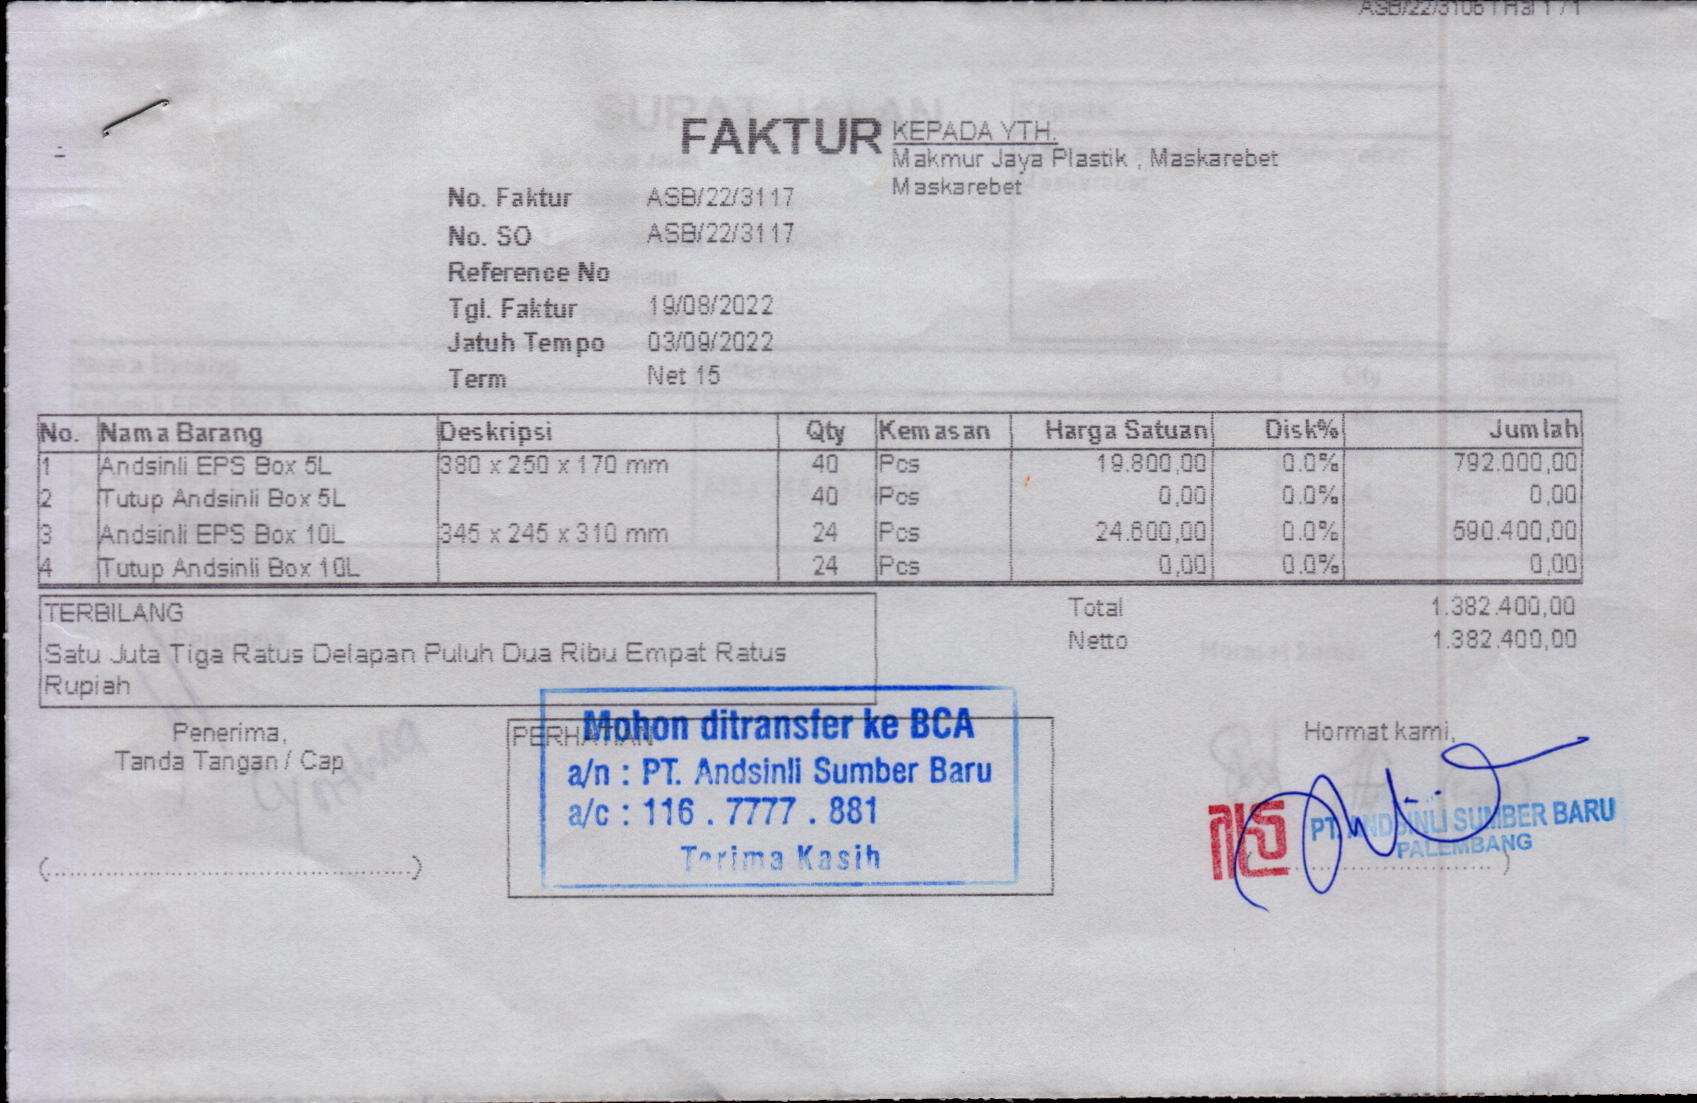 ASB/22/3106 | Hal 1 / 1
FAKTUR
KEPADA YTH.
Makmur Jaya Plastik , Maskarebet
Maskarebet
No. Faktur ASB/22/3117
No. SO ASB/22/3117
Reference No
Tgl. Faktur 19/08/2022
Jatuh Tempo 03/09/2022
Term Net 15
No. Nama Barang Deskripsi Qty Kemasan Harga Satuan Disk% Jumlah
1 Andsinli EPS Box 5L 380 x 250 x 170 mm 40 Pcs 19.800,00 0.0% 792.000,00
2 Tutup Andsinli Box 5L 40 Pcs 0,00 0.0% 0,00
3 Andsinli EPS Box 10L 345 x 245 x 310 mm 24 Pcs 24.600,00 0.0% 590.400,00
4 Tutup Andsinli Box 10L 24 Pcs 0,00 0.0% 0,00
TERBILANG
Satu Juta Tiga Ratus Delapan Puluh Dua Ribu Empat Ratus
Rupiah
Total 1.382.400,00
Netto 1.382.400,00
Penerima,
Tanda Tangan / Cap
(...............................................)
PERHATIAN
Mohon ditransfer ke BCA
a/n : PT. Andsinli Sumber Baru
a/c : 116 . 7777 . 881
Terima Kasih
Hormat kami,
PT. ANDSINLI SUMBER BARU
PALEMBANG